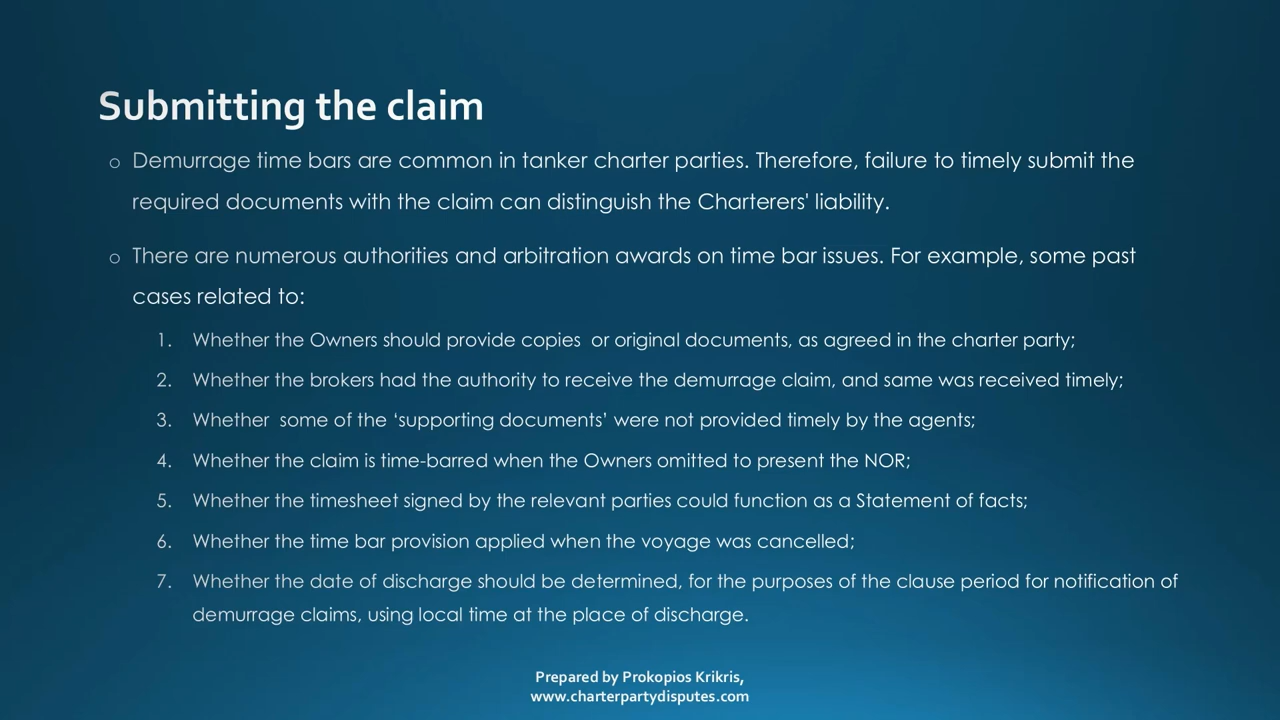 Submitting the claim
o Demurrage time bars are common in tanker charter parties. Therefore, failure to timely submit the
required documents with the claim can distinguish the Charterers' liability.
o There are numerous authorities and arbitration awards on time bar issues. For example, some past
cases related to:
1. Whether the Owners should provide copies or original documents, as agreed in the charter party;
2. Whether the brokers had the authority to receive the demurrage claim, and same was received timely;
3. Whether some of the ‘supporting documents’ were not provided timely by the agents;
4. Whether the claim is time-barred when the Owners omitted to present the NOR;
5. Whether the timesheet signed by the relevant parties could function as a Statement of facts;
6. Whether the time bar provision applied when the voyage was cancelled;
7. Whether the date of discharge should be determined, for the purposes of the clause period for notification of
demurrage claims, using local time at the place of discharge.
Prepared by Prokopios Krikris,
www.charterpartydisputes.com